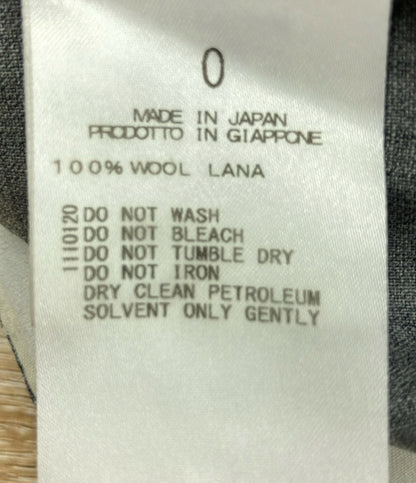 0
MADE IN JAPAN
PRODOTTO IN GIAPPONE
100% WOOL LANA
1110120
DO NOT WASH
DO NOT BLEACH
DO NOT TUMBLE DRY
DO NOT IRON
DRY CLEAN PETROLEUM
SOLVENT ONLY GENTLY